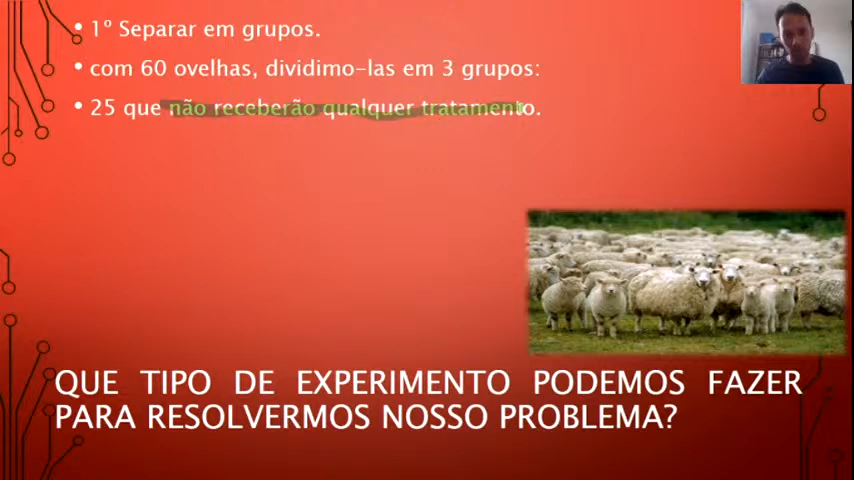 • 1º Separar em grupos.
• com 60 ovelhas, dividimo-las em 3 grupos:
• 25 que não receberão qualquer tratamento.
QUE TIPO DE EXPERIMENTO PODEMOS FAZER
PARA RESOLVERMOS NOSSO PROBLEMA?